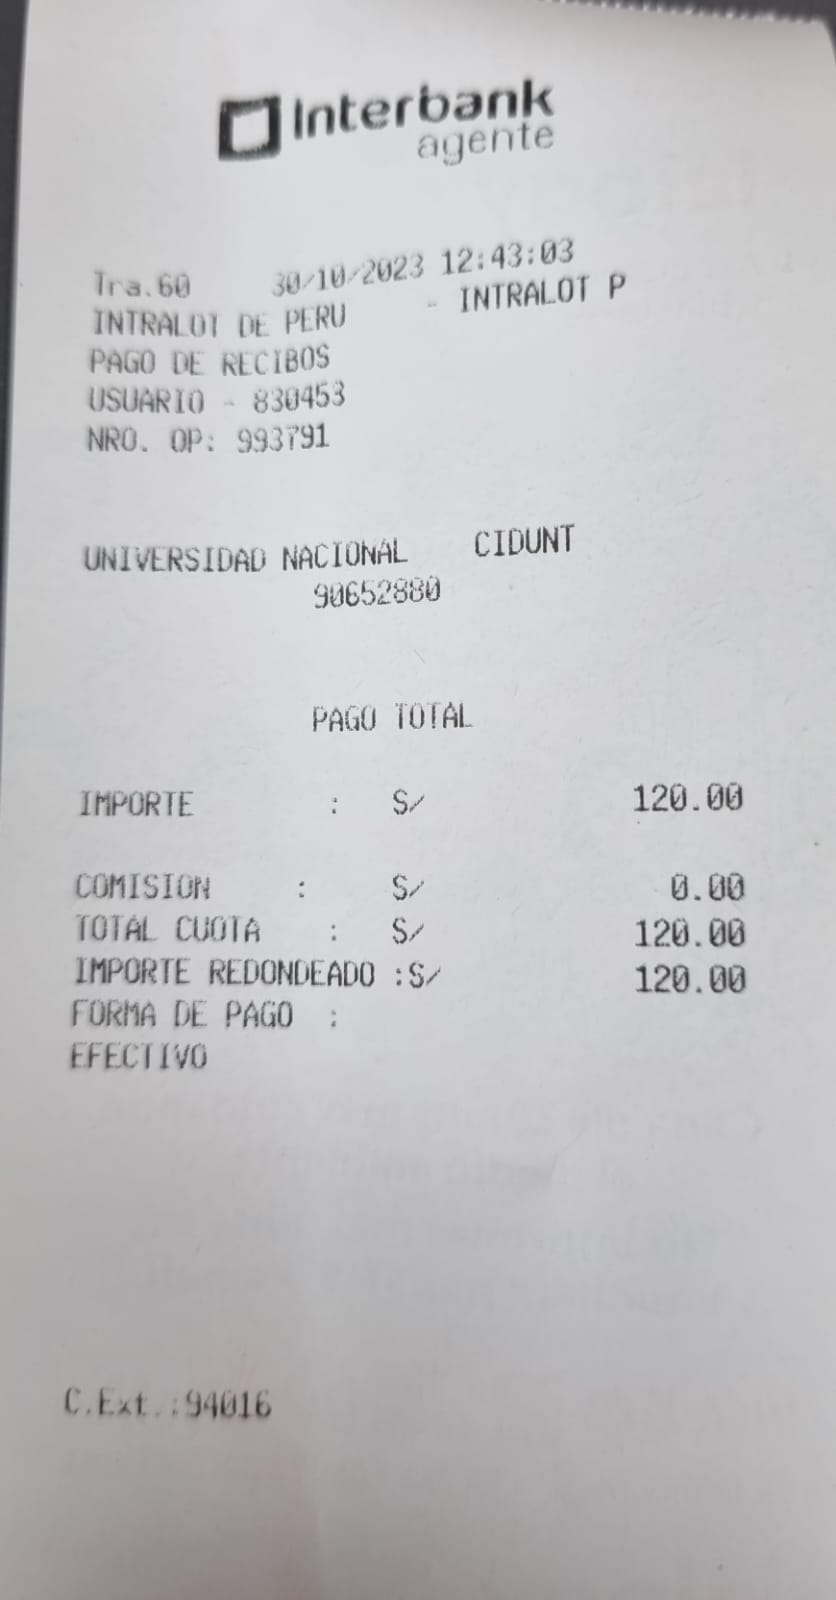 Interbank
agente
Tra.60 30/10/2023 12:43:03
INTRALOT DE PERU - INTRALOT P
PAGO DE RECIBOS
USUARIO - 830453
NRO. OP: 993791
UNIVERSIDAD NACIONAL CIDUNT
90652880
PAGO TOTAL
IMPORTE : S/ 120.00
COMISION : S/ 0.00
TOTAL CUOTA : S/ 120.00
IMPORTE REDONDEADO :S/ 120.00
FORMA DE PAGO :
EFECTIVO
C.Ext.:94016